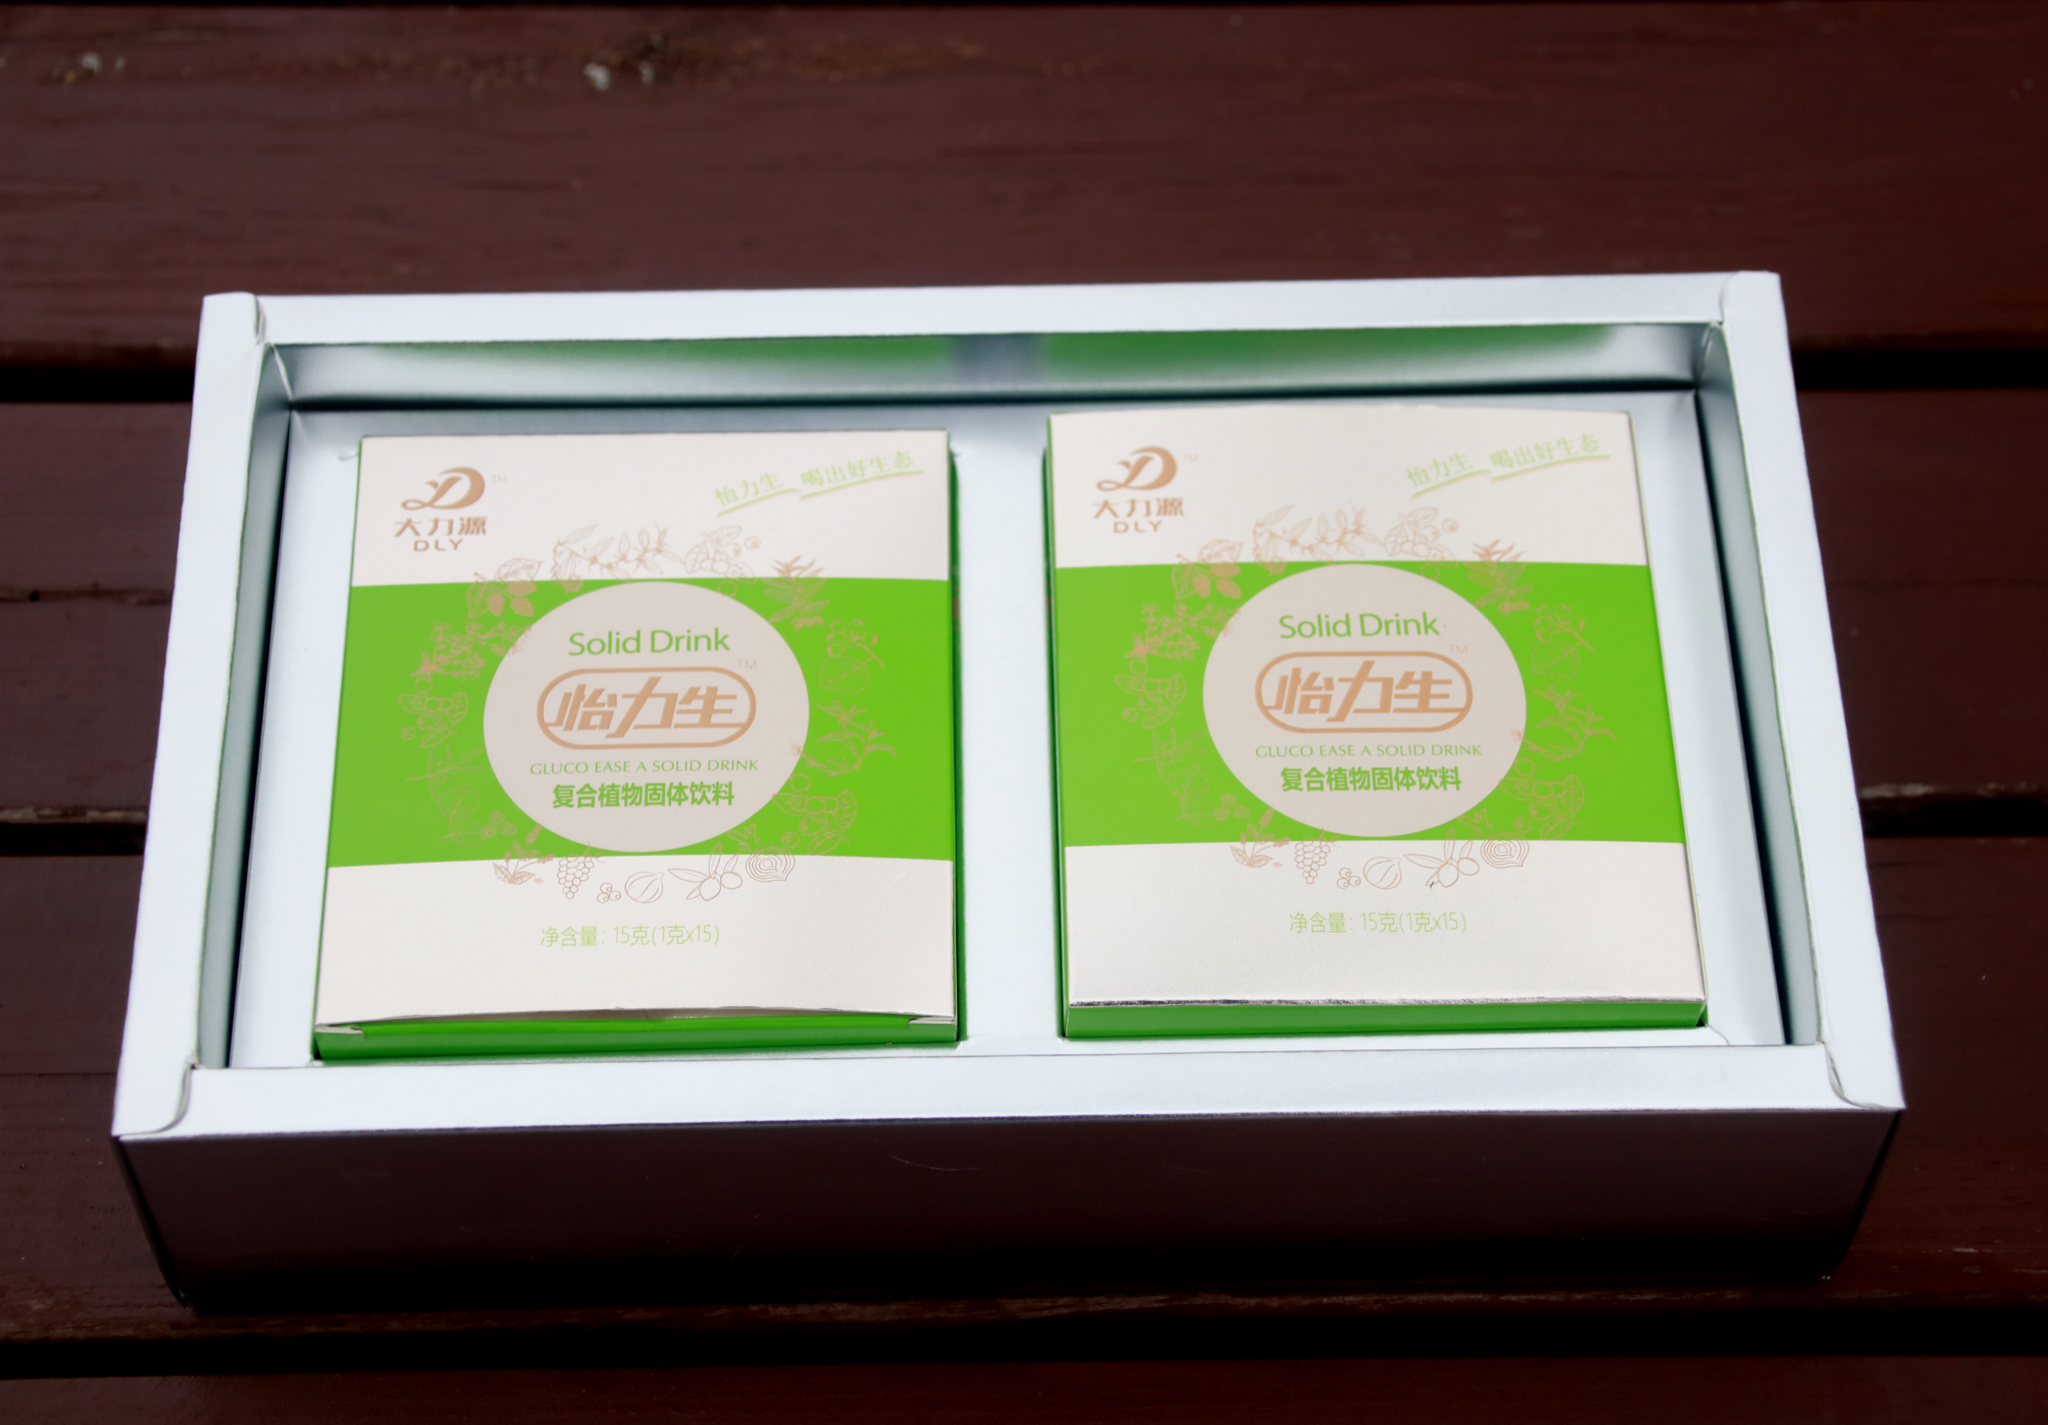 TM
大力源
DLY
怡力生 喝出好生态
Solid Drink
TM
怡力生
GLUCO EASE A SOLID DRINK
复合植物固体饮料
净含量: 15克(1克x15)
TM
大力源
DLY
怡力生 喝出好生态
Solid Drink
TM
怡力生
GLUCO EASE A SOLID DRINK
复合植物固体饮料
净含量: 15克(1克x15)